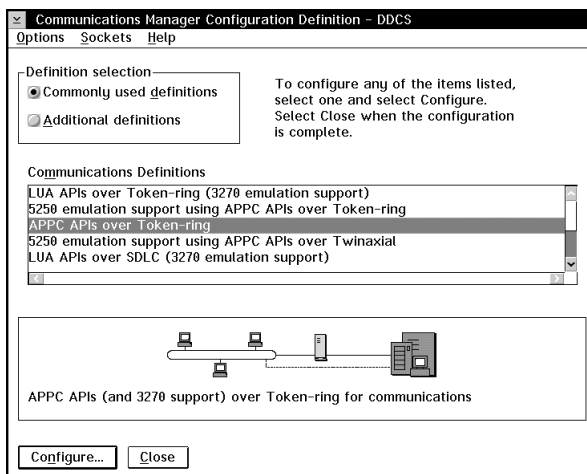 Communications Manager Configuration Definition - DDCS
Options Sockets Help
Definition selection
Commonly used definitions
Additional definitions
To configure any of the items listed,
select one and select Configure.
Select Close when the configuration
is complete.
Communications Definitions
LUA APIs over Token-ring (3270 emulation support)
5250 emulation support using APPC APIs over Token-ring
APPC APIs over Token-ring
5250 emulation support using APPC APIs over Twinaxial
LUA APIs over SDLC (3270 emulation support)
APPC APIs (and 3270 support) over Token-ring for communications
Configure... Close